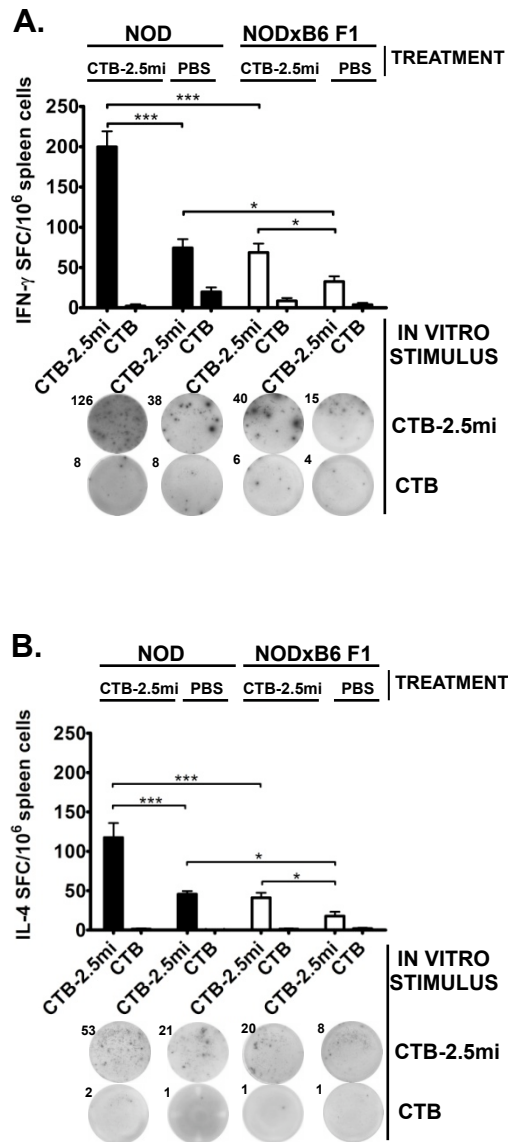 A.
NOD NODxB6 F1
CTB-2.5mi PBS CTB-2.5mi PBS TREATMENT
*** 
***
*
*
250
200
150
100
50
0
IFN-γ SFC/10⁶ spleen cells
CTB-2.5mi CTB CTB-2.5mi CTB CTB-2.5mi CTB CTB-2.5mi CTB
IN VITRO
STIMULUS
126 38 40 15 CTB-2.5mi
8 8 6 4 CTB
B.
NOD NODxB6 F1
CTB-2.5mi PBS CTB-2.5mi PBS TREATMENT
***
***
*
*
250
200
150
100
50
0
IL-4 SFC/10⁶ spleen cells
CTB-2.5mi CTB CTB-2.5mi CTB CTB-2.5mi CTB CTB-2.5mi CTB
IN VITRO
STIMULUS
53 21 20 8 CTB-2.5mi
2 1 1 1 CTB